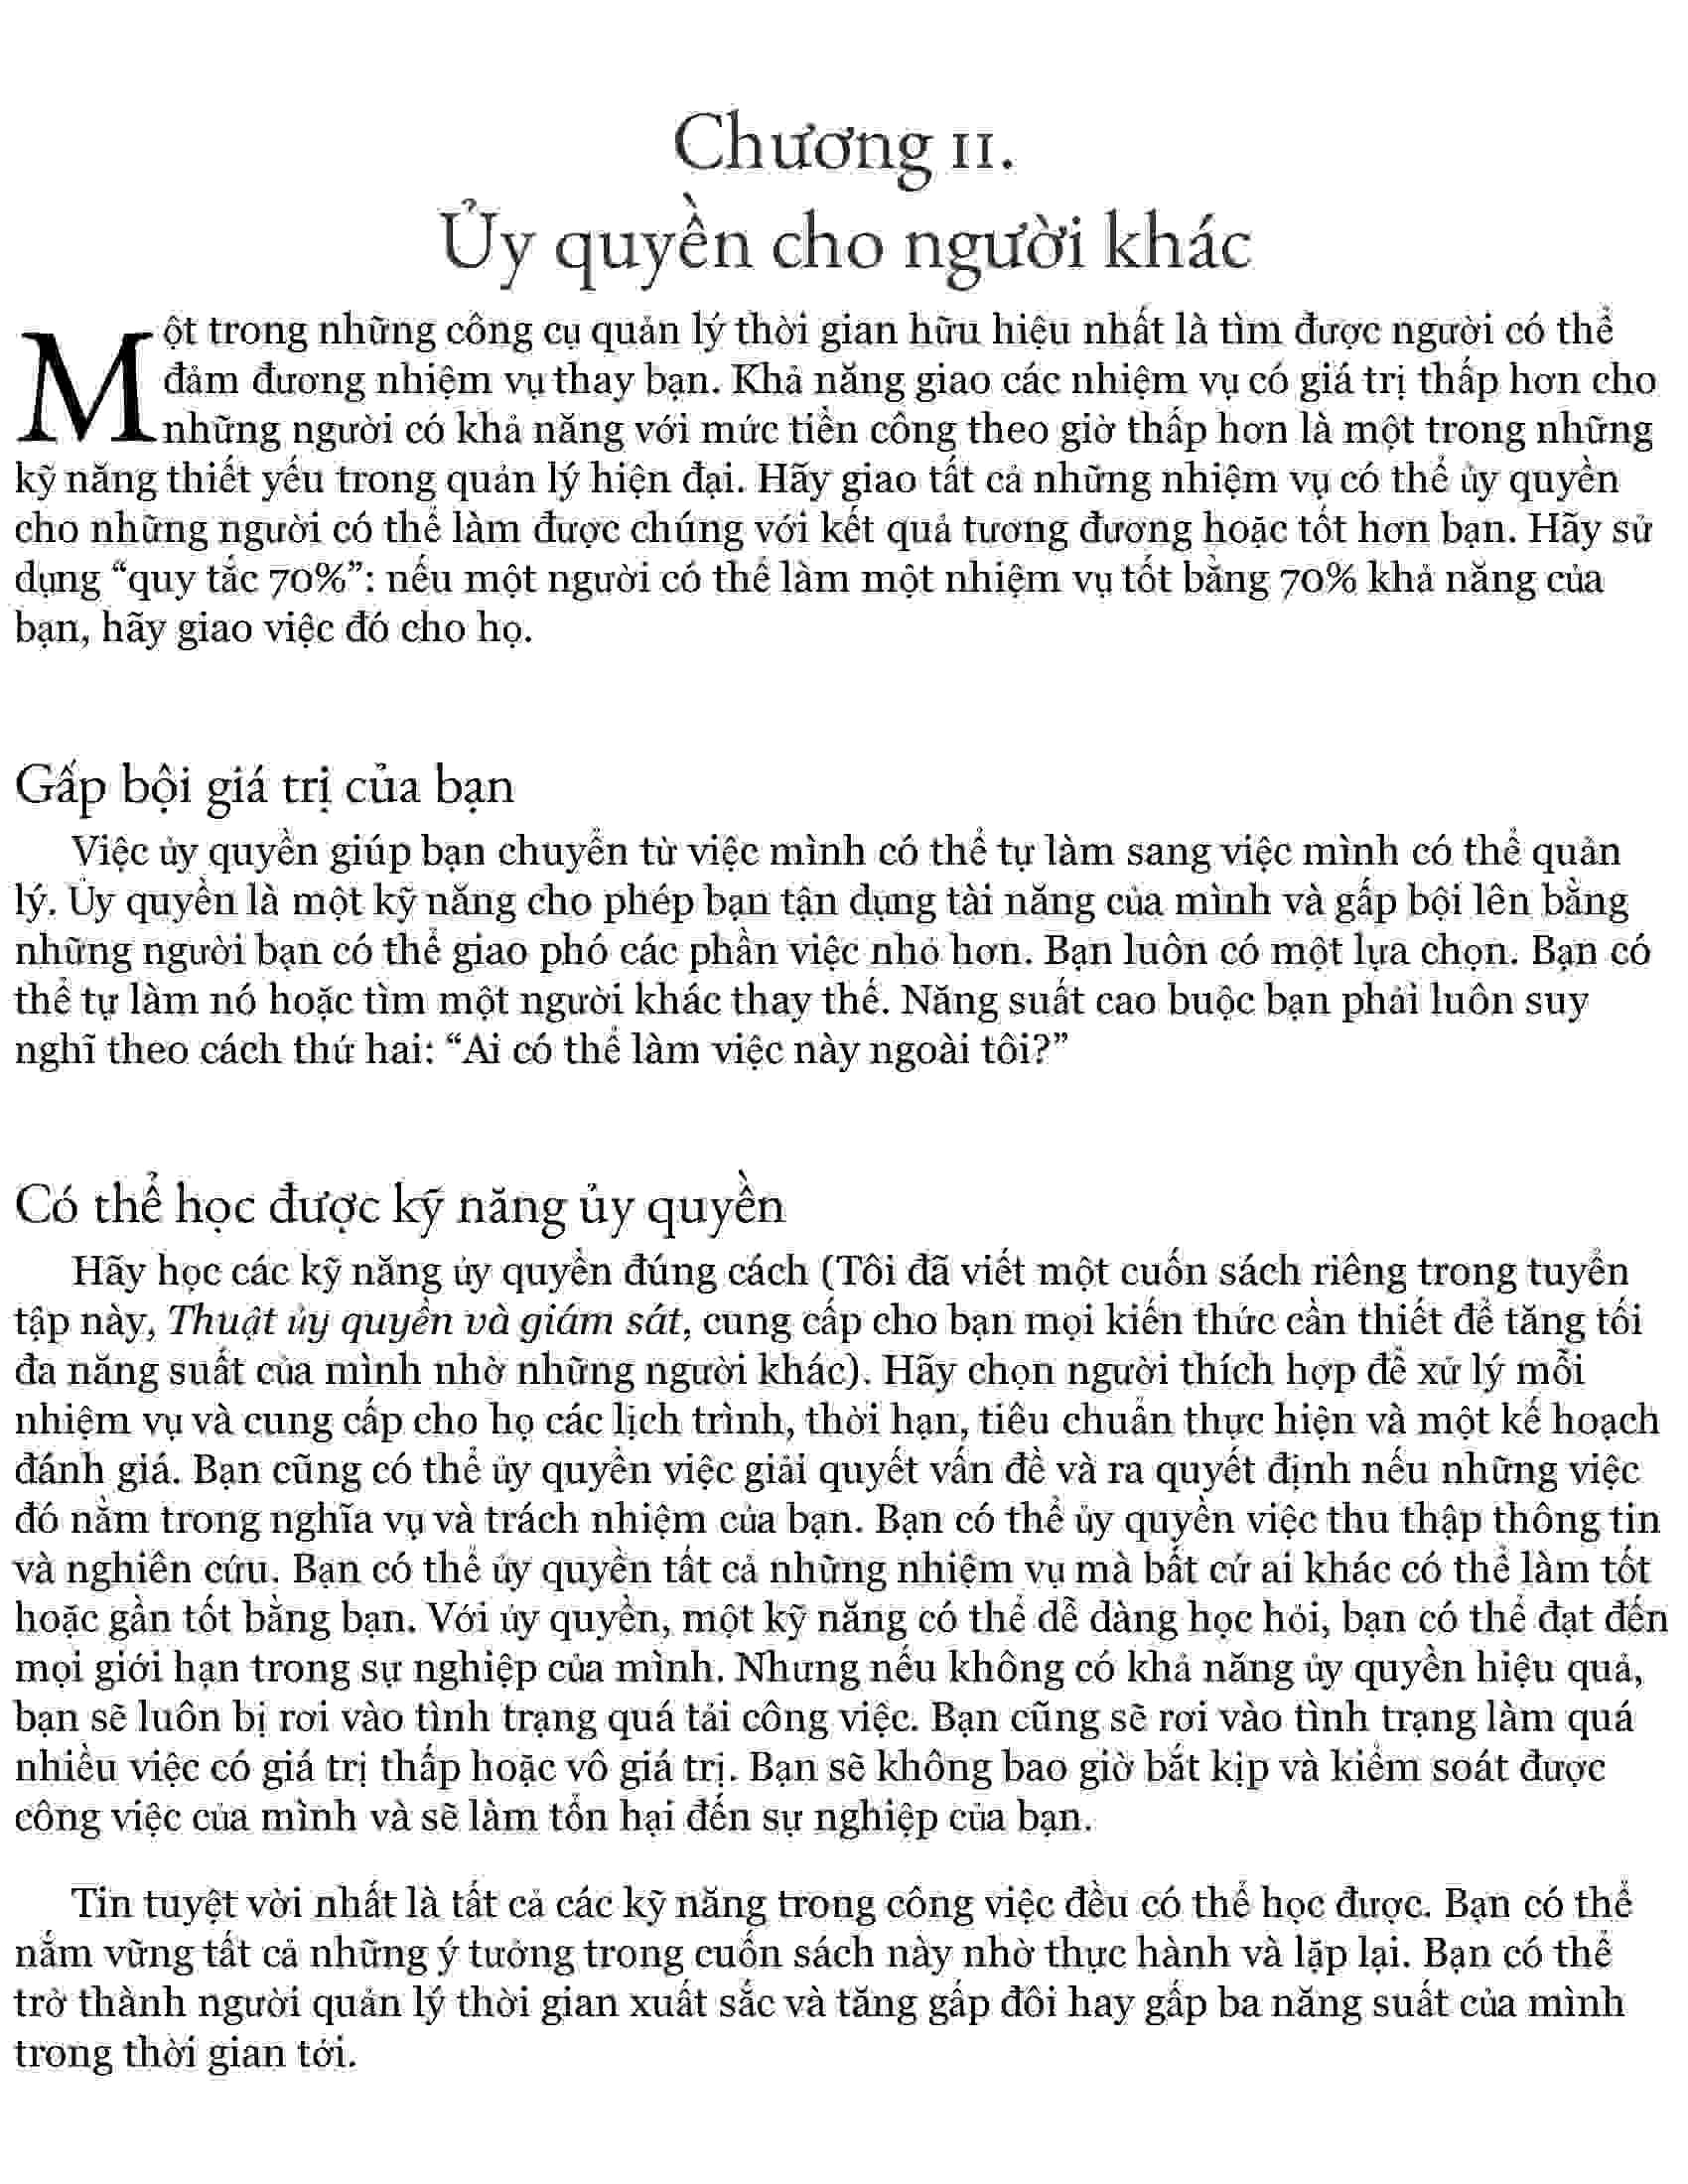 Chương 11.
Ủy quyền cho người khác
Một trong những công cụ quản lý thời gian hữu hiệu nhất là tìm được người có thể
đảm đương nhiệm vụ thay bạn. Khả năng giao các nhiệm vụ có giá trị thấp hơn cho
những người có khả năng với mức tiền công theo giờ thấp hơn là một trong những
kỹ năng thiết yếu trong quản lý hiện đại. Hãy giao tất cả những nhiệm vụ có thể ủy quyền
cho những người có thể làm được chúng với kết quả tương đương hoặc tốt hơn bạn. Hãy sử
dụng “quy tắc 70%”: nếu một người có thể làm một nhiệm vụ tốt bằng 70% khả năng của
bạn, hãy giao việc đó cho họ.
Gấp bội giá trị của bạn
Việc ủy quyền giúp bạn chuyển từ việc mình có thể tự làm sang việc mình có thể quản
lý. Ủy quyền là một kỹ năng cho phép bạn tận dụng tài năng của mình và gấp bội lên bằng
những người bạn có thể giao phó các phần việc nhỏ hơn. Bạn luôn có một lựa chọn. Bạn có
thể tự làm nó hoặc tìm một người khác thay thế. Năng suất cao buộc bạn phải luôn suy
nghĩ theo cách thứ hai: “Ai có thể làm việc này ngoài tôi?”
Có thể học được kỹ năng ủy quyền
Hãy học các kỹ năng ủy quyền đúng cách (Tôi đã viết một cuốn sách riêng trong tuyển
tập này, Thuật ủy quyền và giám sát, cung cấp cho bạn mọi kiến thức cần thiết để tăng tối
đa năng suất của mình nhờ những người khác). Hãy chọn người thích hợp để xử lý mỗi
nhiệm vụ và cung cấp cho họ các lịch trình, thời hạn, tiêu chuẩn thực hiện và một kế hoạch
đánh giá. Bạn cũng có thể ủy quyền việc giải quyết vấn đề và ra quyết định nếu những việc
đó nằm trong nghĩa vụ và trách nhiệm của bạn. Bạn có thể ủy quyền việc thu thập thông tin
và nghiên cứu. Bạn có thể ủy quyền tất cả những nhiệm vụ mà bất cứ ai khác có thể làm tốt
hoặc gần tốt bằng bạn. Với ủy quyền, một kỹ năng có thể dễ dàng học hỏi, bạn có thể đạt đến
mọi giới hạn trong sự nghiệp của mình. Nhưng nếu không có khả năng ủy quyền hiệu quả,
bạn sẽ luôn bị rơi vào tình trạng quá tải công việc. Bạn cũng sẽ rơi vào tình trạng làm quá
nhiều việc có giá trị thấp hoặc vô giá trị. Bạn sẽ không bao giờ bắt kịp và kiểm soát được
công việc của mình và sẽ làm tổn hại đến sự nghiệp của bạn.
Tin tuyệt vời nhất là tất cả các kỹ năng trong công việc đều có thể học được. Bạn có thể
nắm vững tất cả những ý tưởng trong cuốn sách này nhờ thực hành và lặp lại. Bạn có thể
trở thành người quản lý thời gian xuất sắc và tăng gấp đôi hay gấp ba năng suất của mình
trong thời gian tới.